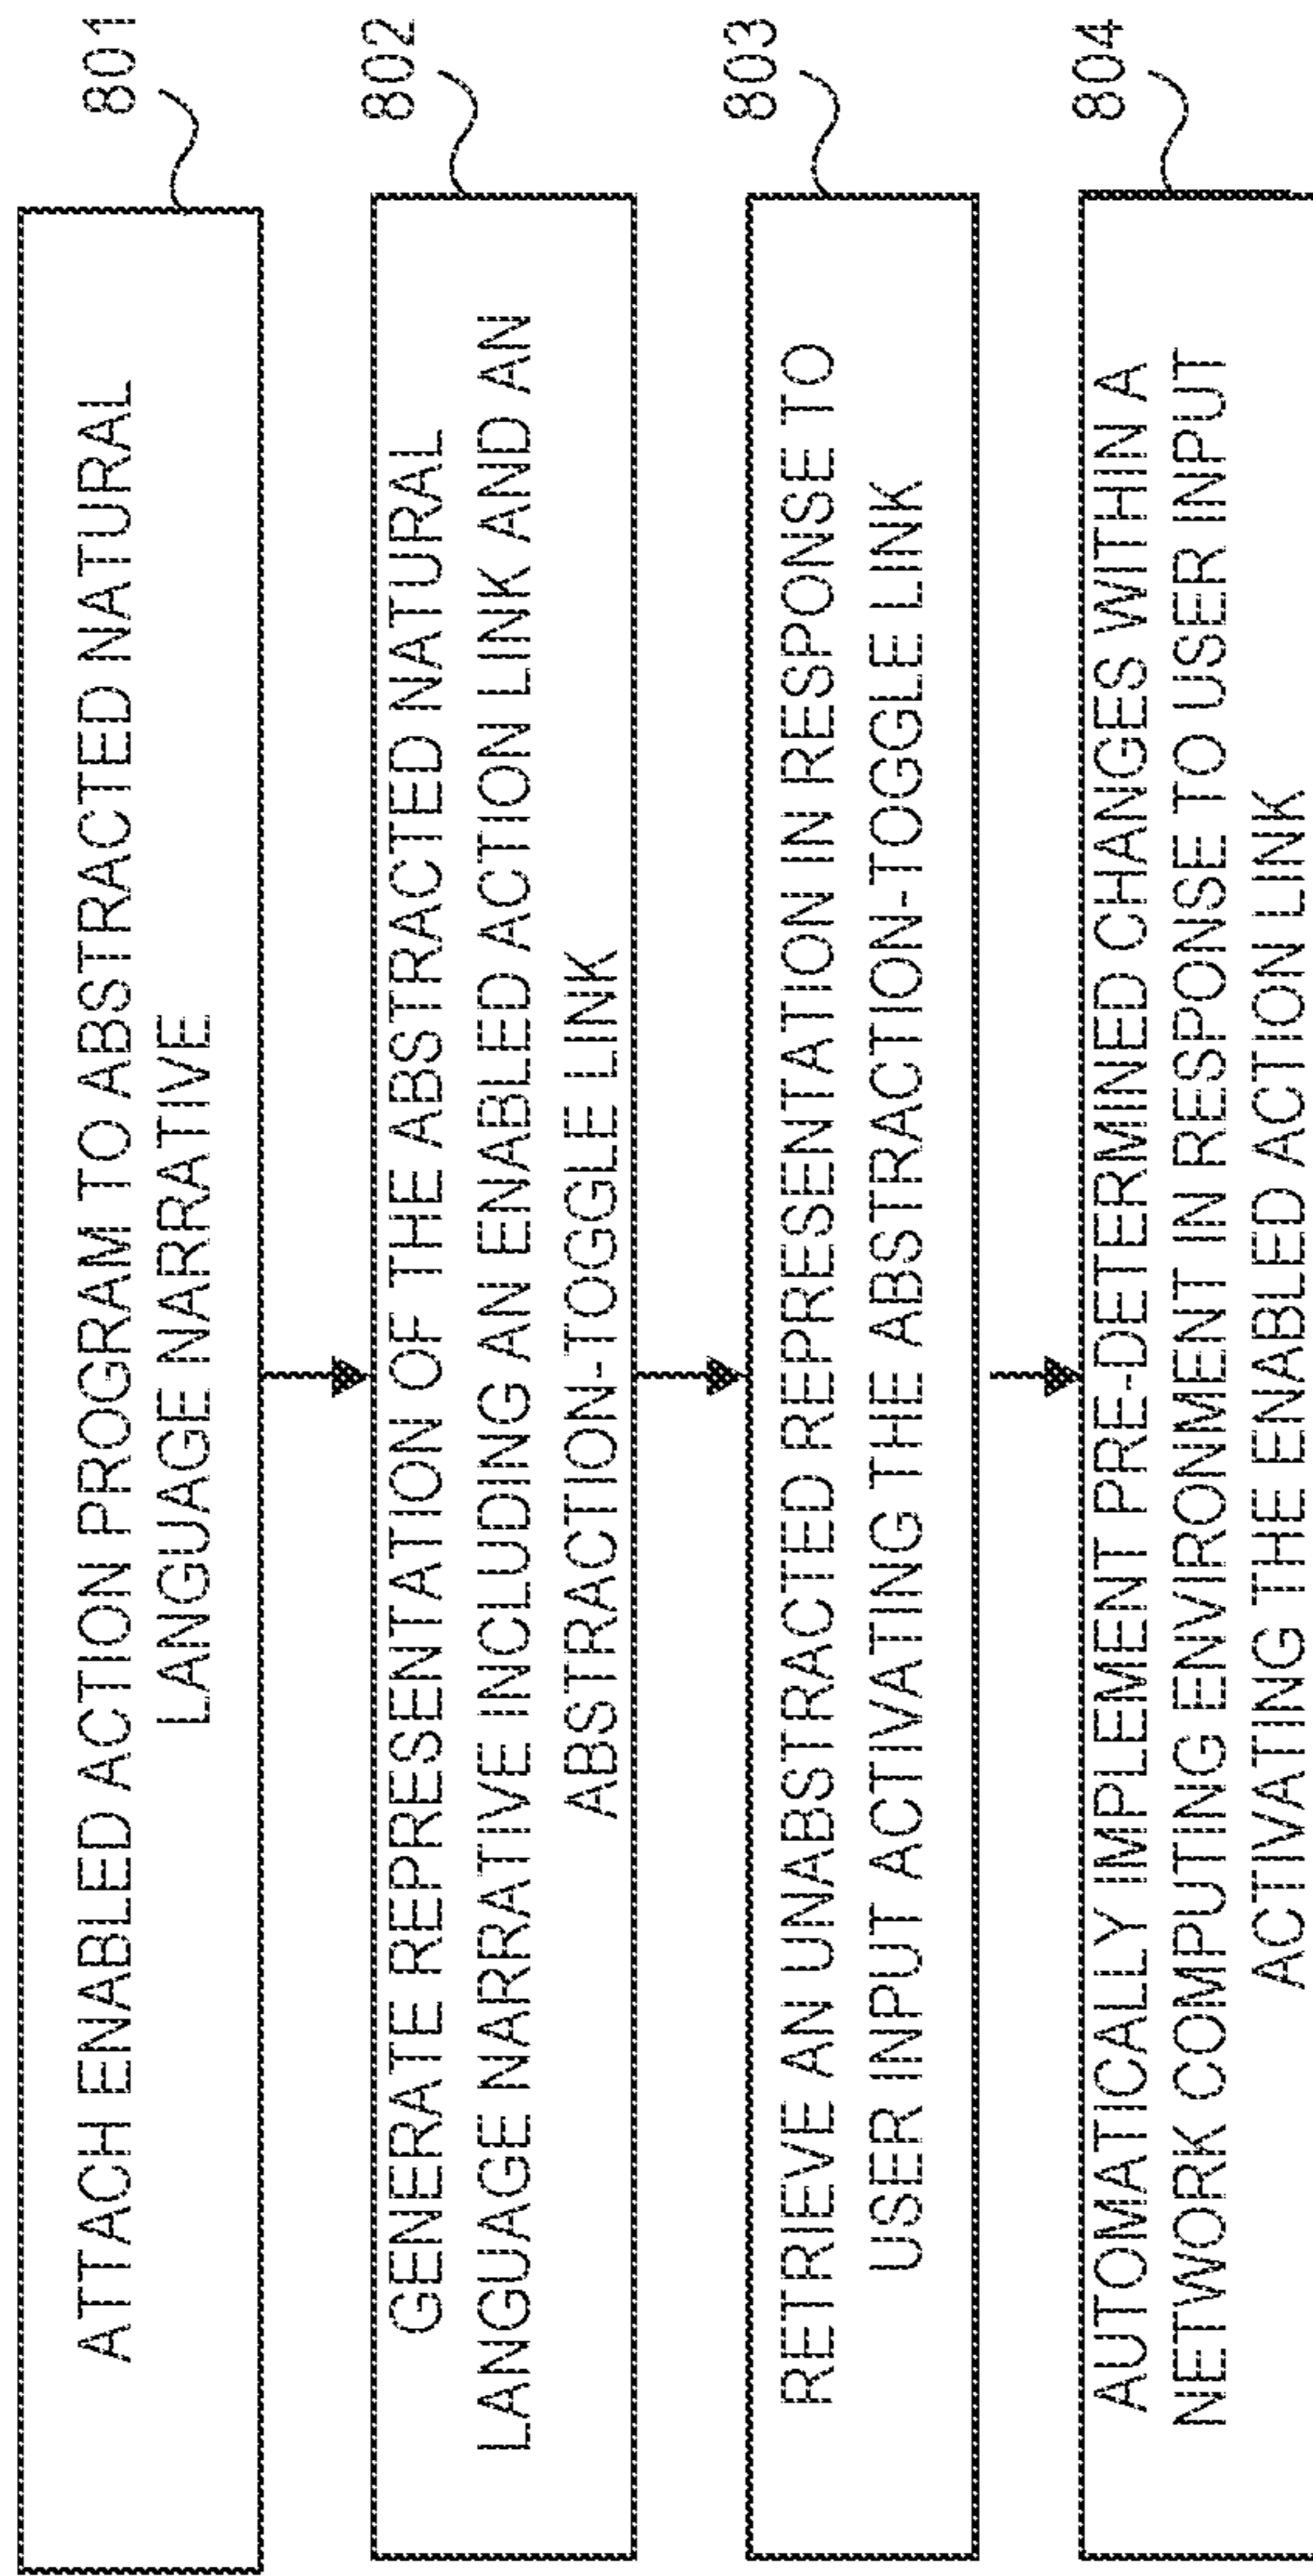 801
ATTACH ENABLED ACTION PROGRAM TO ABSTRACTED NATURAL
LANGUAGE NARRATIVE
802
GENERATE REPRESENTATION OF THE ABSTRACTED NATURAL
LANGUAGE NARRATIVE INCLUDING AN ENABLED ACTION LINK AND AN
ABSTRACTION-TOGGLE LINK
803
RETRIEVE AN UNABSTRACTED REPRESENTATION IN RESPONSE TO
USER INPUT ACTIVATING THE ABSTRACTION-TOGGLE LINK
804
AUTOMATICALLY IMPLEMENT PRE-DETERMINED CHANGES WITHIN A
NETWORK COMPUTING ENVIRONMENT IN RESPONSE TO USER INPUT
ACTIVATING THE ENABLED ACTION LINK